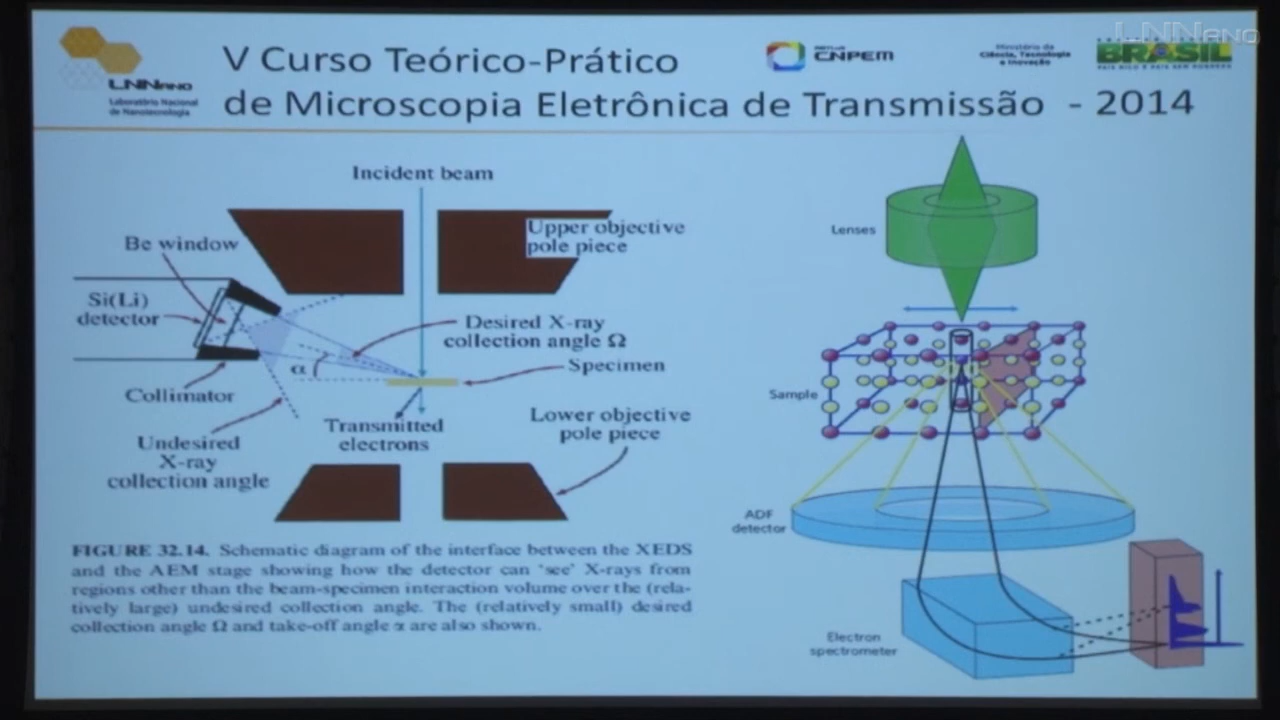 LNNano
V Curso Teórico-Prático
de Microscopia Eletrônica de Transmissão - 2014
LNNano
Laboratório Nacional
de Nanotecnologia
CNPEM
Ministério da
Ciência, Tecnologia
e Inovação
BRASIL
PAÍS RICO É PAÍS SEM POBREZA
Incident beam
Be window
Upper objective
pole piece
Si(Li)
detector
Desired X-ray
collection angle Ω
α
Specimen
Collimator
Transmitted
electrons
Lower objective
pole piece
Undesired
X-ray
collection angle
FIGURE 32.14. Schematic diagram of the interface between the XEDS
and the AEM stage showing how the detector can 'see' X-rays from
regions other than the beam-specimen interaction volume over the (rela-
tively large) undesired collection angle. The (relatively small) desired
collection angle Ω and take-off angle α are also shown.
Lenses
Sample
ADF
detector
Electron
spectrometer